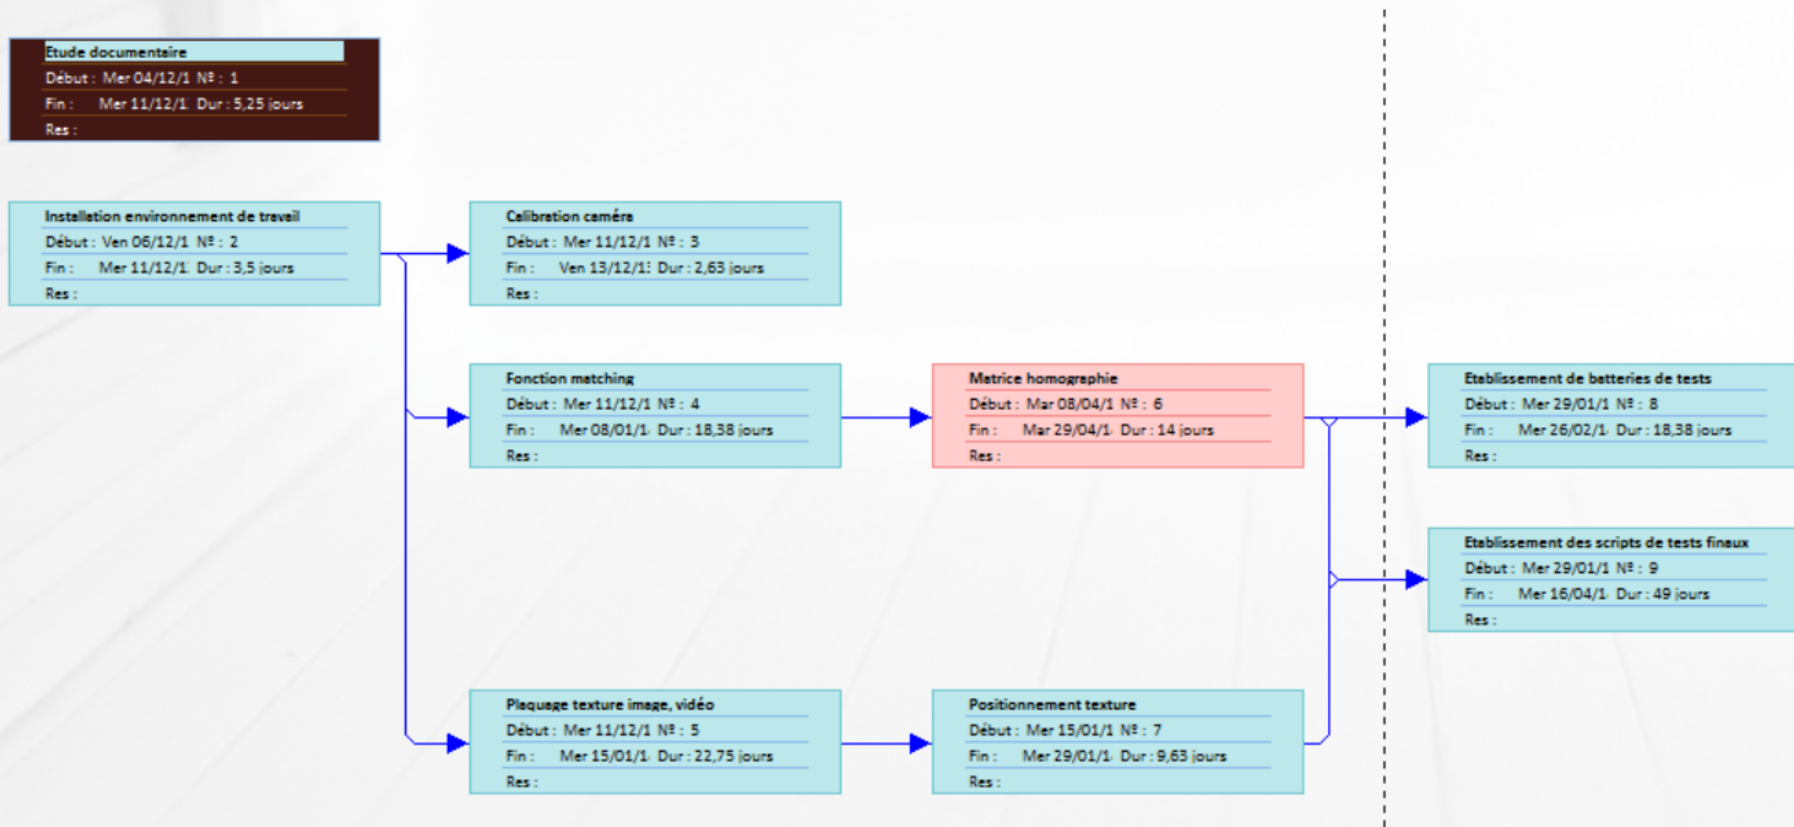 Etude documentaire
Début : Mer 04/12/1 Nº : 1
Fin : Mer 11/12/1 Dur : 5,25 jours
Res :
Installation environnement de travail
Début : Ven 06/12/1 Nº : 2
Fin : Mer 11/12/1 Dur : 3,5 jours
Res :
Calibration caméra
Début : Mer 11/12/1 Nº : 3
Fin : Ven 13/12/1 Dur : 2,63 jours
Res :
Fonction matching
Début : Mer 11/12/1 Nº : 4
Fin : Mer 08/01/1 Dur : 18,38 jours
Res :
Matrice homographie
Début : Mar 08/04/1 Nº : 6
Fin : Mar 29/04/1 Dur : 14 jours
Res :
Etablissement de batteries de tests
Début : Mer 29/01/1 Nº : 8
Fin : Mer 26/02/1 Dur : 18,38 jours
Res :
Etablissement des scripts de tests finaux
Début : Mer 29/01/1 Nº : 9
Fin : Mer 16/04/1 Dur : 49 jours
Res :
Plaquage texture image, vidéo
Début : Mer 11/12/1 Nº : 5
Fin : Mer 15/01/1 Dur : 22,75 jours
Res :
Positionnement texture
Début : Mer 15/01/1 Nº : 7
Fin : Mer 29/01/1 Dur : 9,63 jours
Res :